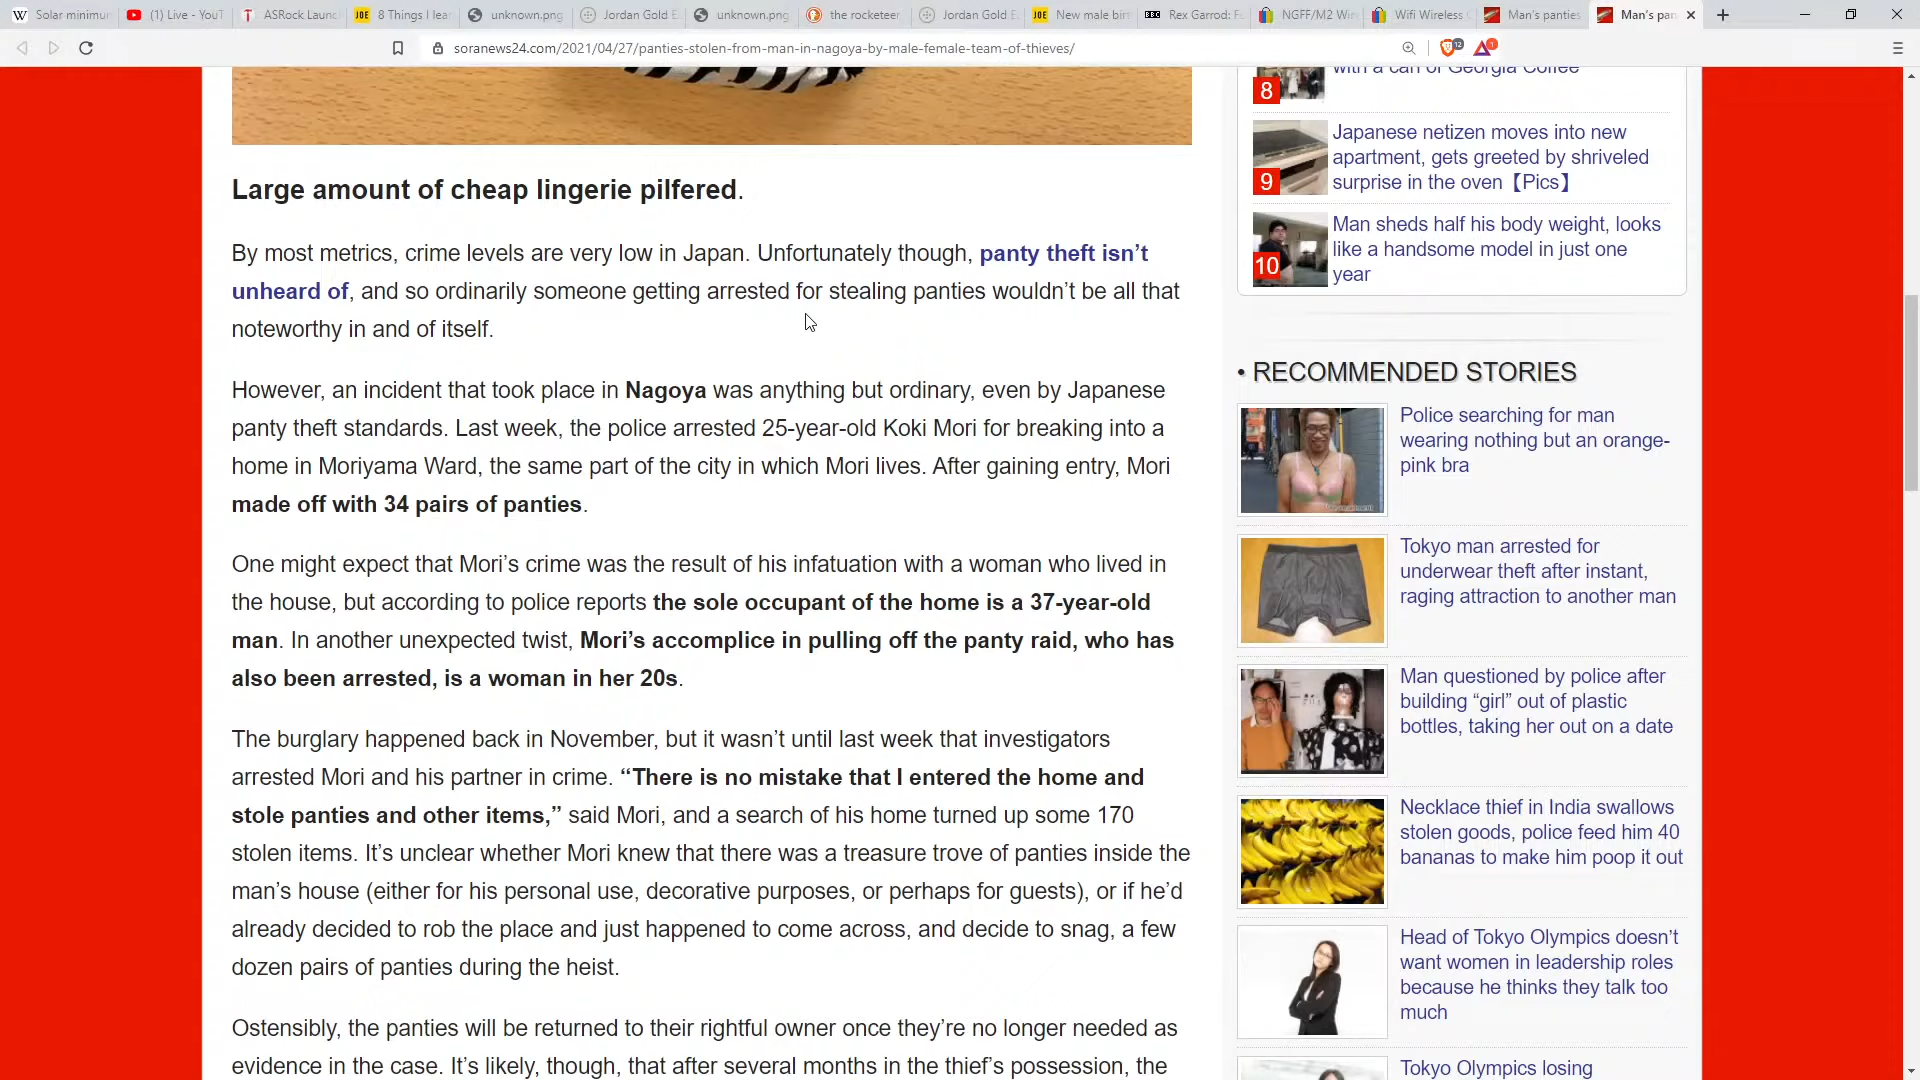 Solar minimun
(1) Live - YouT
ASRock Launc
8 Things I lear
unknown.png
Jordan Gold E
unknown.png
the rocketeer
Jordan Gold E
New male birt
Rex Garrod: F
NGFF/M2 Wir
Wifi Wireless C
Man's panties
Man's pan
soranews24.com/2021/04/27/panties-stolen-from-man-in-nagoya-by-male-female-team-of-thieves/
12
1
Large amount of cheap lingerie pilfered.
By most metrics, crime levels are very low in Japan. Unfortunately though, panty theft isn't
unheard of, and so ordinarily someone getting arrested for stealing panties wouldn't be all that
noteworthy in and of itself.
However, an incident that took place in Nagoya was anything but ordinary, even by Japanese
panty theft standards. Last week, the police arrested 25-year-old Koki Mori for breaking into a
home in Moriyama Ward, the same part of the city in which Mori lives. After gaining entry, Mori
made off with 34 pairs of panties.
One might expect that Mori's crime was the result of his infatuation with a woman who lived in
the house, but according to police reports the sole occupant of the home is a 37-year-old
man. In another unexpected twist, Mori's accomplice in pulling off the panty raid, who has
also been arrested, is a woman in her 20s.
The burglary happened back in November, but it wasn't until last week that investigators
arrested Mori and his partner in crime. “There is no mistake that I entered the home and
stole panties and other items,” said Mori, and a search of his home turned up some 170
stolen items. It's unclear whether Mori knew that there was a treasure trove of panties inside the
man's house (either for his personal use, decorative purposes, or perhaps for guests), or if he'd
already decided to rob the place and just happened to come across, and decide to snag, a few
dozen pairs of panties during the heist.
Ostensibly, the panties will be returned to their rightful owner once they're no longer needed as
evidence in the case. It's likely, though, that after several months in the thief's possession, the
with a can of Georgia Coffee
8
Japanese netizen moves into new
apartment, gets greeted by shriveled
9
surprise in the oven【Pics】
Man sheds half his body weight, looks
like a handsome model in just one
10
year
• RECOMMENDED STORIES
Police searching for man
wearing nothing but an orange-
pink bra
Tokyo man arrested for
underwear theft after instant,
raging attraction to another man
Man questioned by police after
building “girl” out of plastic
bottles, taking her out on a date
Necklace thief in India swallows
stolen goods, police feed him 40
bananas to make him poop it out
Head of Tokyo Olympics doesn't
want women in leadership roles
because he thinks they talk too
much
Tokyo Olympics losing